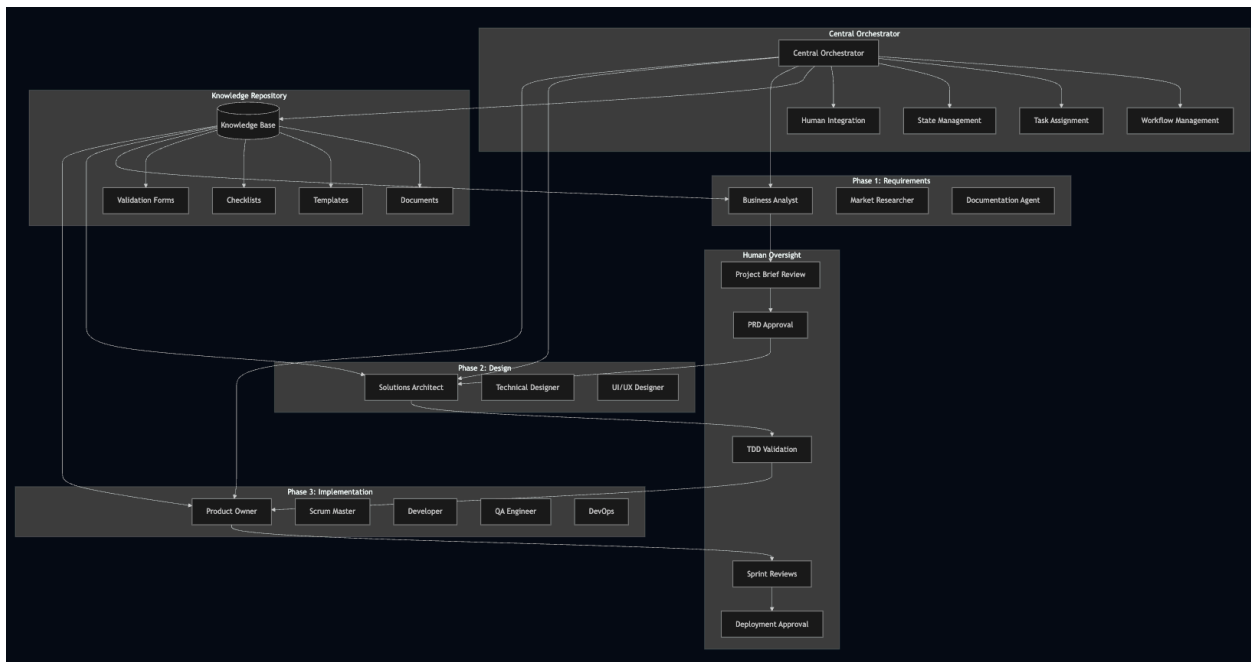 Central Orchestrator
Central Orchestrator
Human Integration
State Management
Task Assignment
Workflow Management
Knowledge Repository
Knowledge Base
Validation Forms
Checklists
Templates
Documents
Phase 1: Requirements
Business Analyst
Market Researcher
Documentation Agent
Human Oversight
Project Brief Review
PRD Approval
Phase 2: Design
Solutions Architect
Technical Designer
UI/UX Designer
TDD Validation
Phase 3: Implementation
Product Owner
Scrum Master
Developer
QA Engineer
DevOps
Sprint Reviews
Deployment Approval